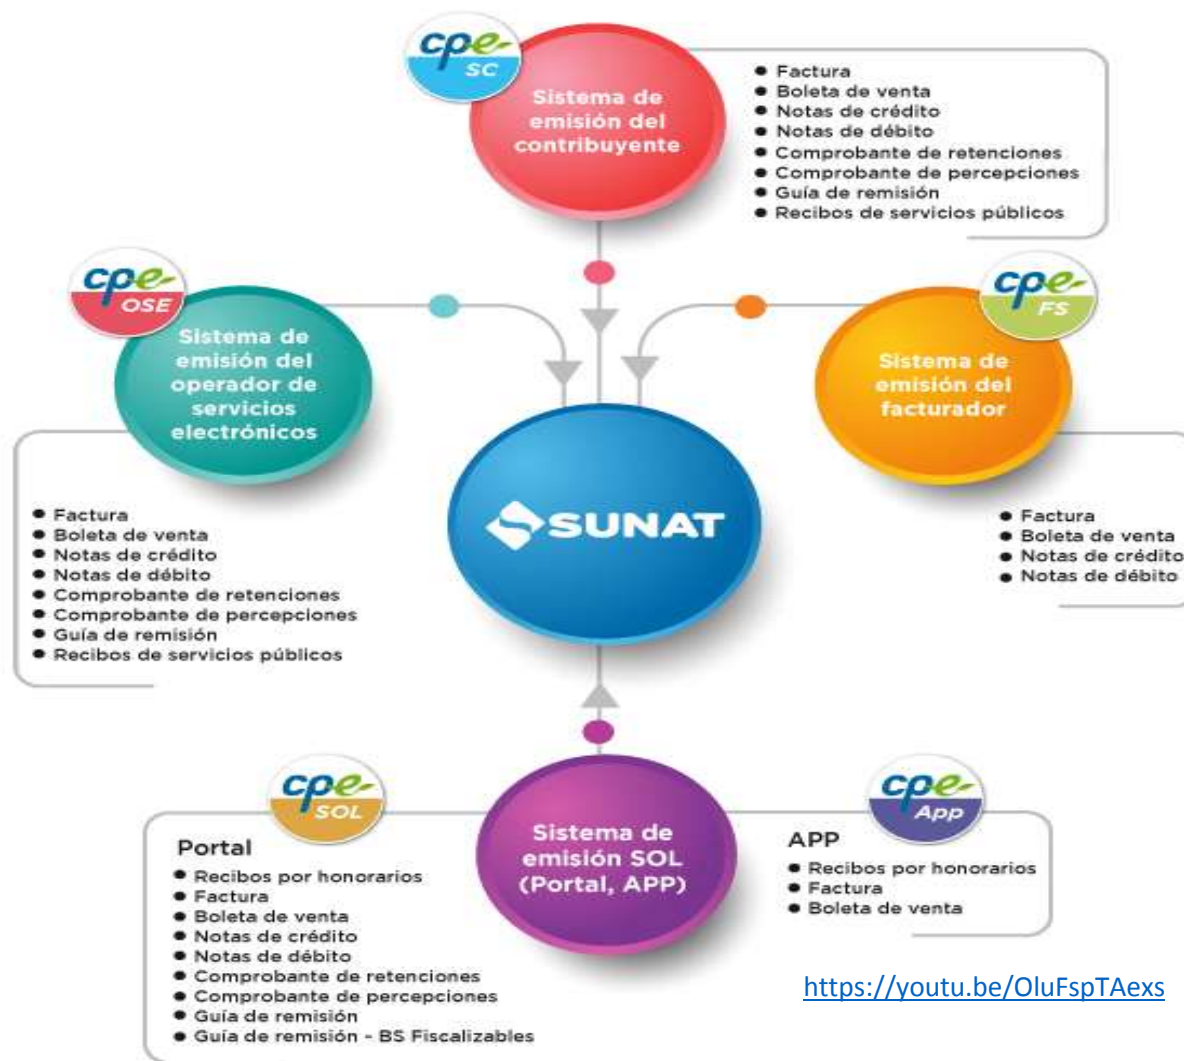 cpe-
SC
Sistema de
emisión del
contribuyente
● Factura
● Boleta de venta
● Notas de crédito
● Notas de débito
● Comprobante de retenciones
● Comprobante de percepciones
● Guía de remisión
● Recibos de servicios públicos
cpe-
OSE
Sistema de
emisión del
operador de
servicios
electrónicos
● Factura
● Boleta de venta
● Notas de crédito
● Notas de débito
● Comprobante de retenciones
● Comprobante de percepciones
● Guía de remisión
● Recibos de servicios públicos
cpe-
FS
Sistema de
emisión del
facturador
● Factura
● Boleta de venta
● Notas de crédito
● Notas de débito
SUNAT
cpe-
SOL
Portal
● Recibos por honorarios
● Factura
● Boleta de venta
● Notas de crédito
● Notas de débito
● Comprobante de retenciones
● Comprobante de percepciones
● Guía de remisión
● Guía de remisión - BS Fiscalizables
Sistema de
emisión SOL
(Portal, APP)
cpe-
App
APP
● Recibos por honorarios
● Factura
● Boleta de venta
https://youtu.be/OluFspTAexs